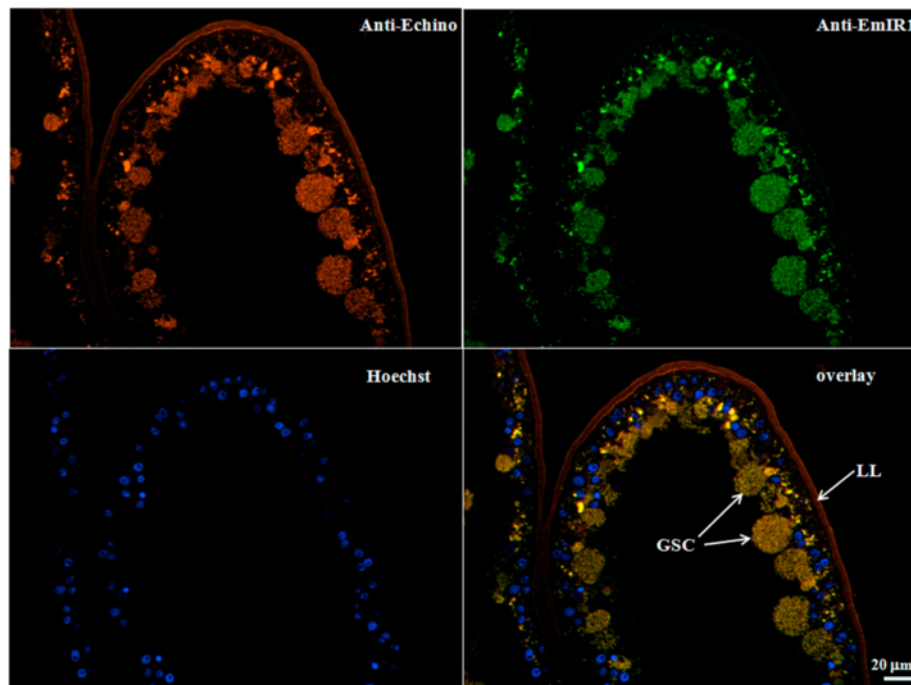 Anti-Echino
Anti-EmIR1
Hoechst
overlay
LL
GSC
20 μm